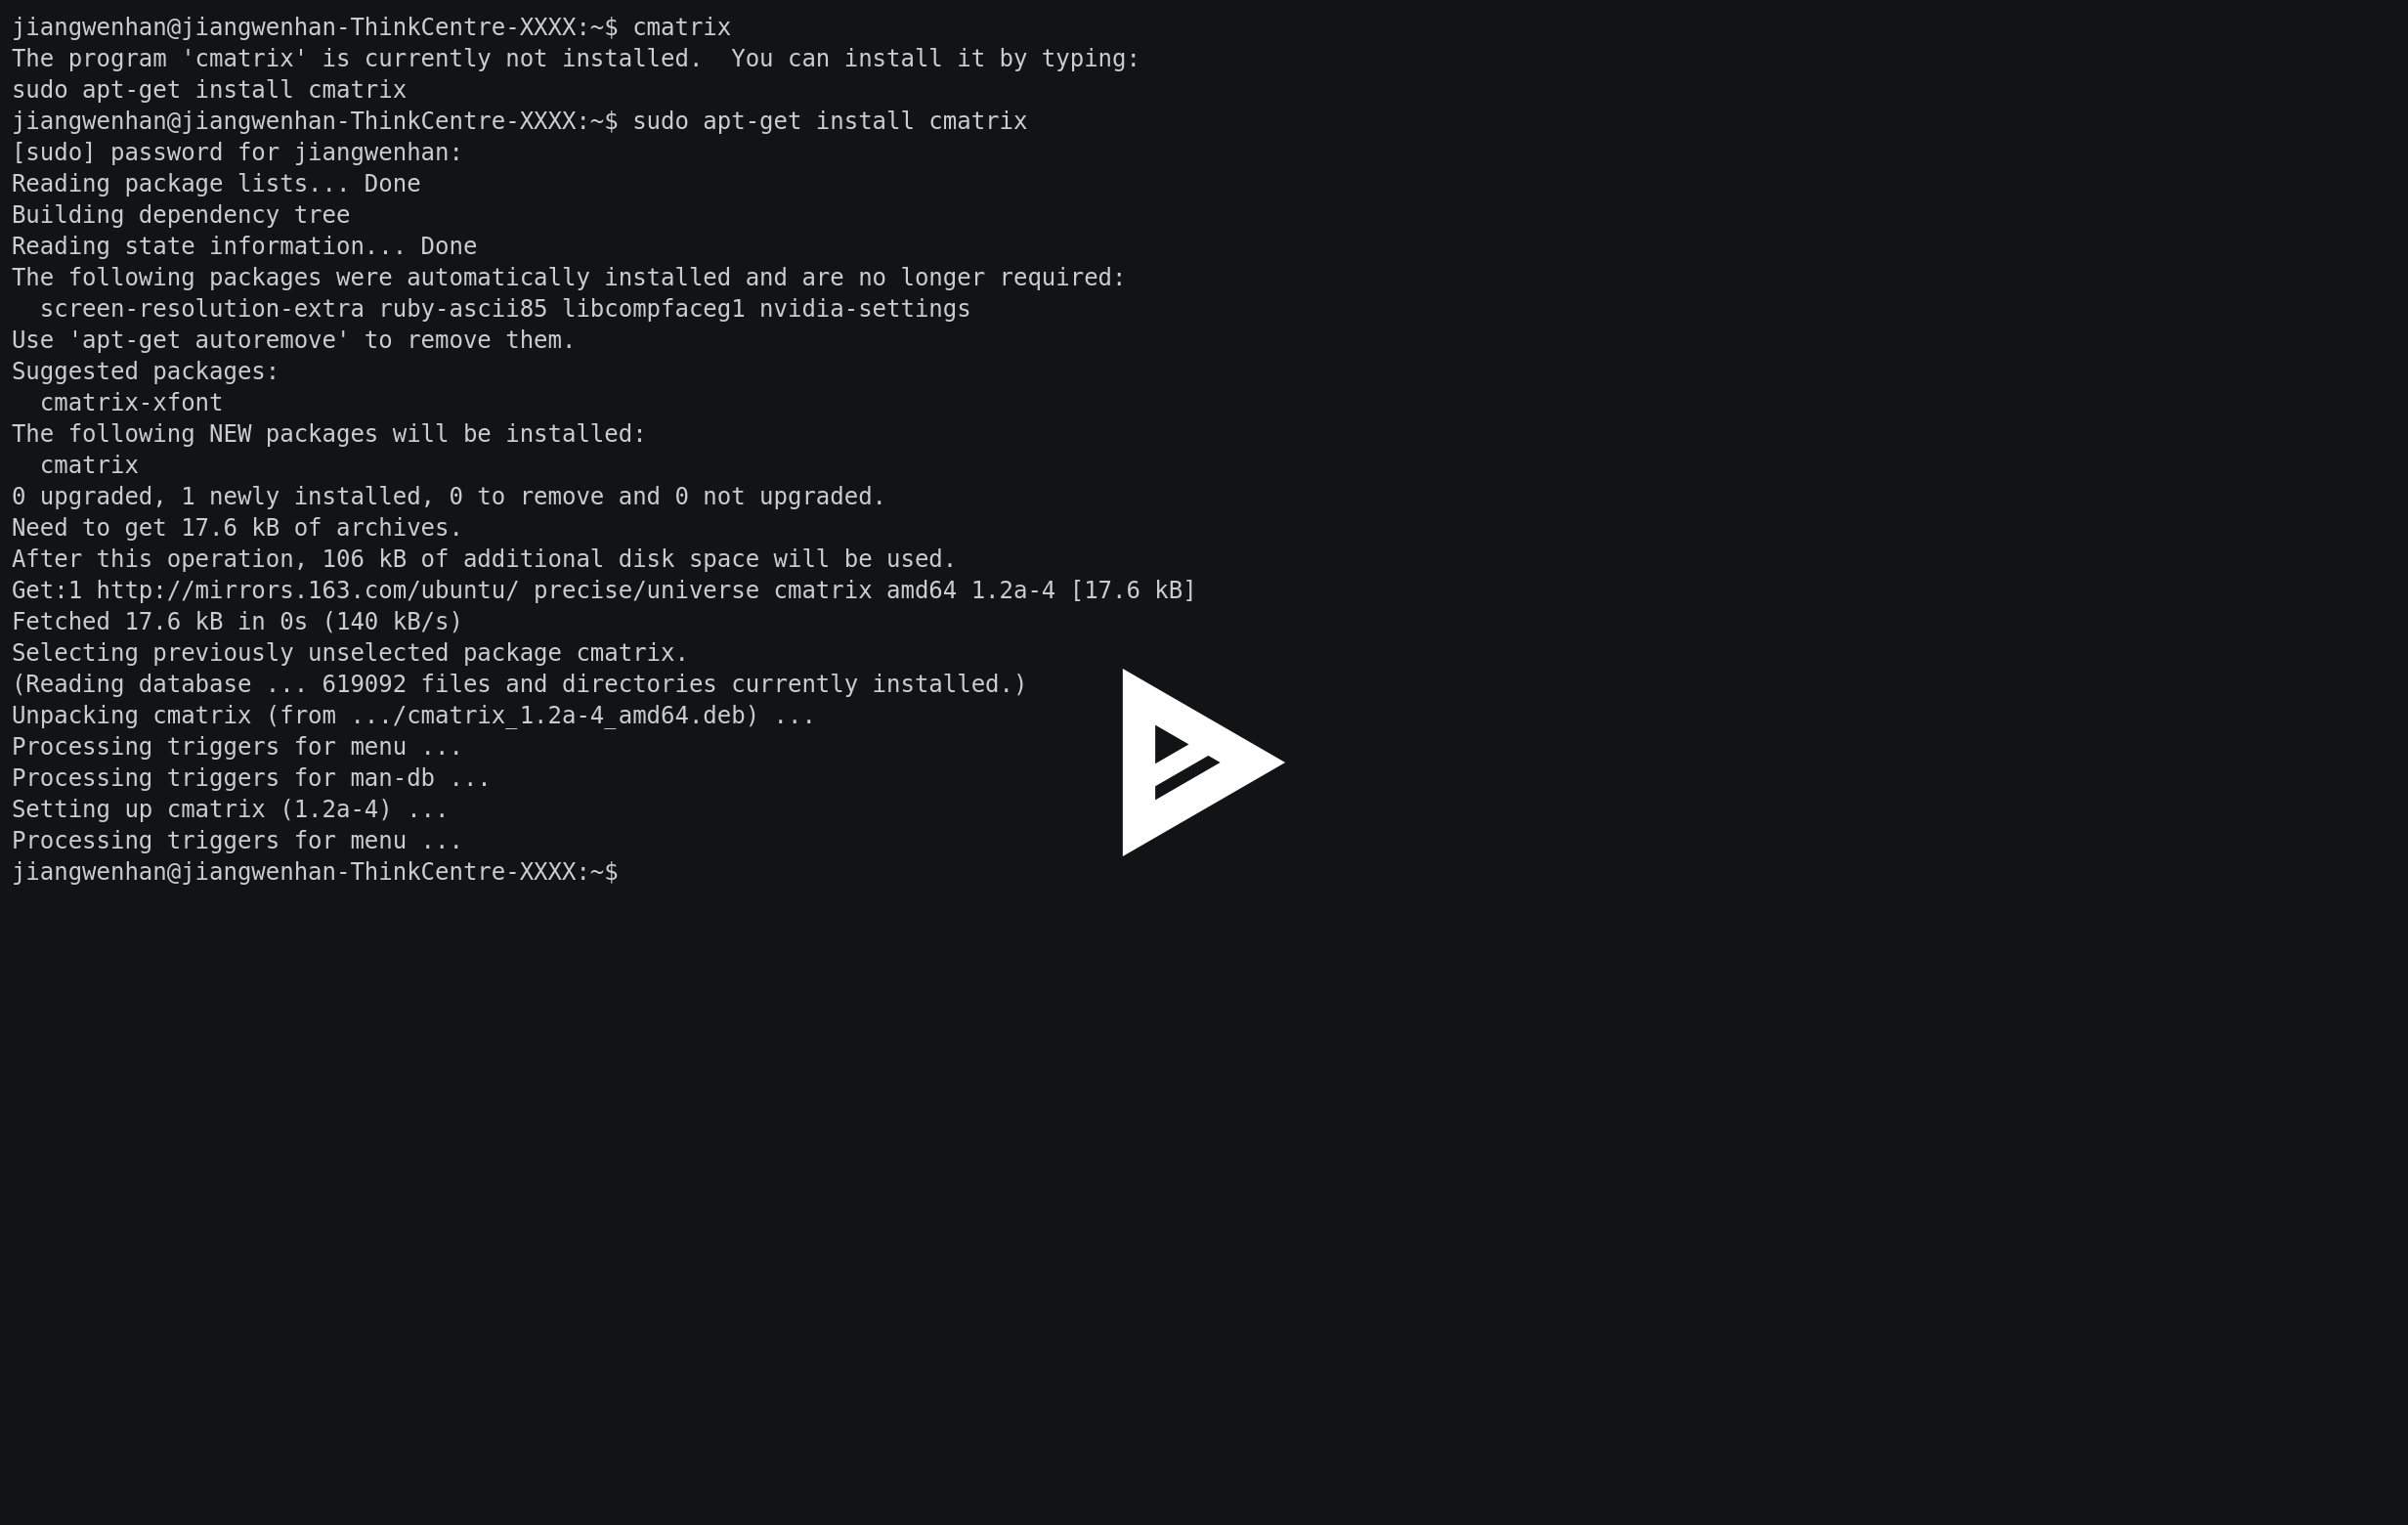 jiangwenhan@jiangwenhan-ThinkCentre-XXXX:~$ cmatrix
The program 'cmatrix' is currently not installed.  You can install it by typing:
sudo apt-get install cmatrix
jiangwenhan@jiangwenhan-ThinkCentre-XXXX:~$ sudo apt-get install cmatrix
[sudo] password for jiangwenhan:
Reading package lists... Done
Building dependency tree
Reading state information... Done
The following packages were automatically installed and are no longer required:
  screen-resolution-extra ruby-ascii85 libcompfaceg1 nvidia-settings
Use 'apt-get autoremove' to remove them.
Suggested packages:
  cmatrix-xfont
The following NEW packages will be installed:
  cmatrix
0 upgraded, 1 newly installed, 0 to remove and 0 not upgraded.
Need to get 17.6 kB of archives.
After this operation, 106 kB of additional disk space will be used.
Get:1 http://mirrors.163.com/ubuntu/ precise/universe cmatrix amd64 1.2a-4 [17.6 kB]
Fetched 17.6 kB in 0s (140 kB/s)
Selecting previously unselected package cmatrix.
(Reading database ... 619092 files and directories currently installed.)
Unpacking cmatrix (from .../cmatrix_1.2a-4_amd64.deb) ...
Processing triggers for menu ...
Processing triggers for man-db ...
Setting up cmatrix (1.2a-4) ...
Processing triggers for menu ...
jiangwenhan@jiangwenhan-ThinkCentre-XXXX:~$